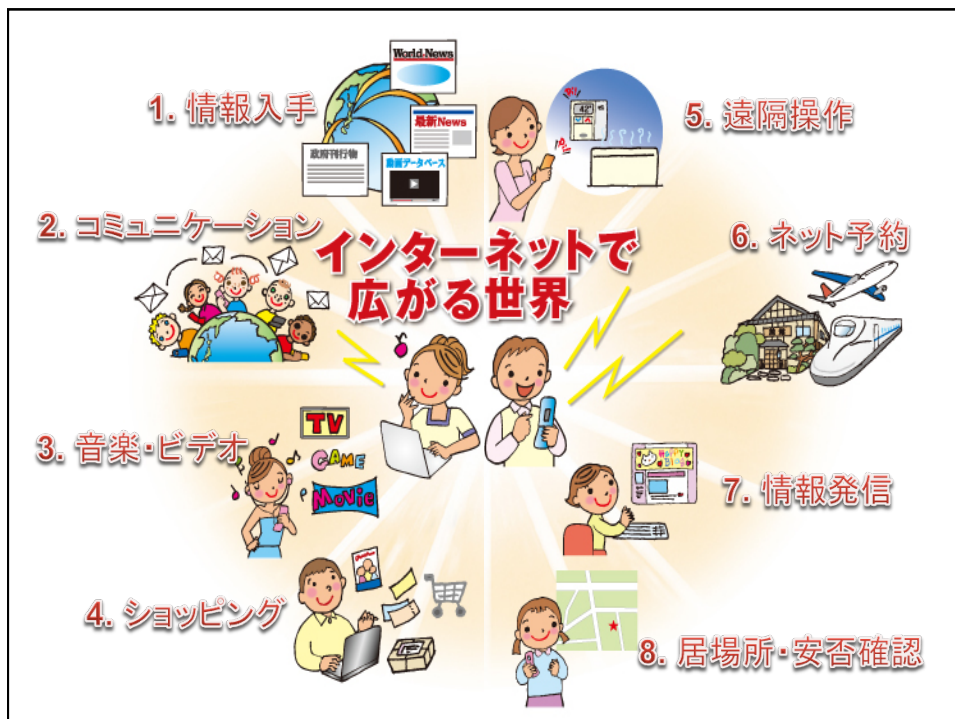 1. 情報入手
World News
最新News
政府刊行物
動画データベース
2. コミュニケーション
インターネットで
広がる世界
3. 音楽・ビデオ
TV
GAME
MOVIE
4. ショッピング
5. 遠隔操作
42°
6. ネット予約
7. 情報発信
HAPPY
BLOG
8. 居場所・安否確認